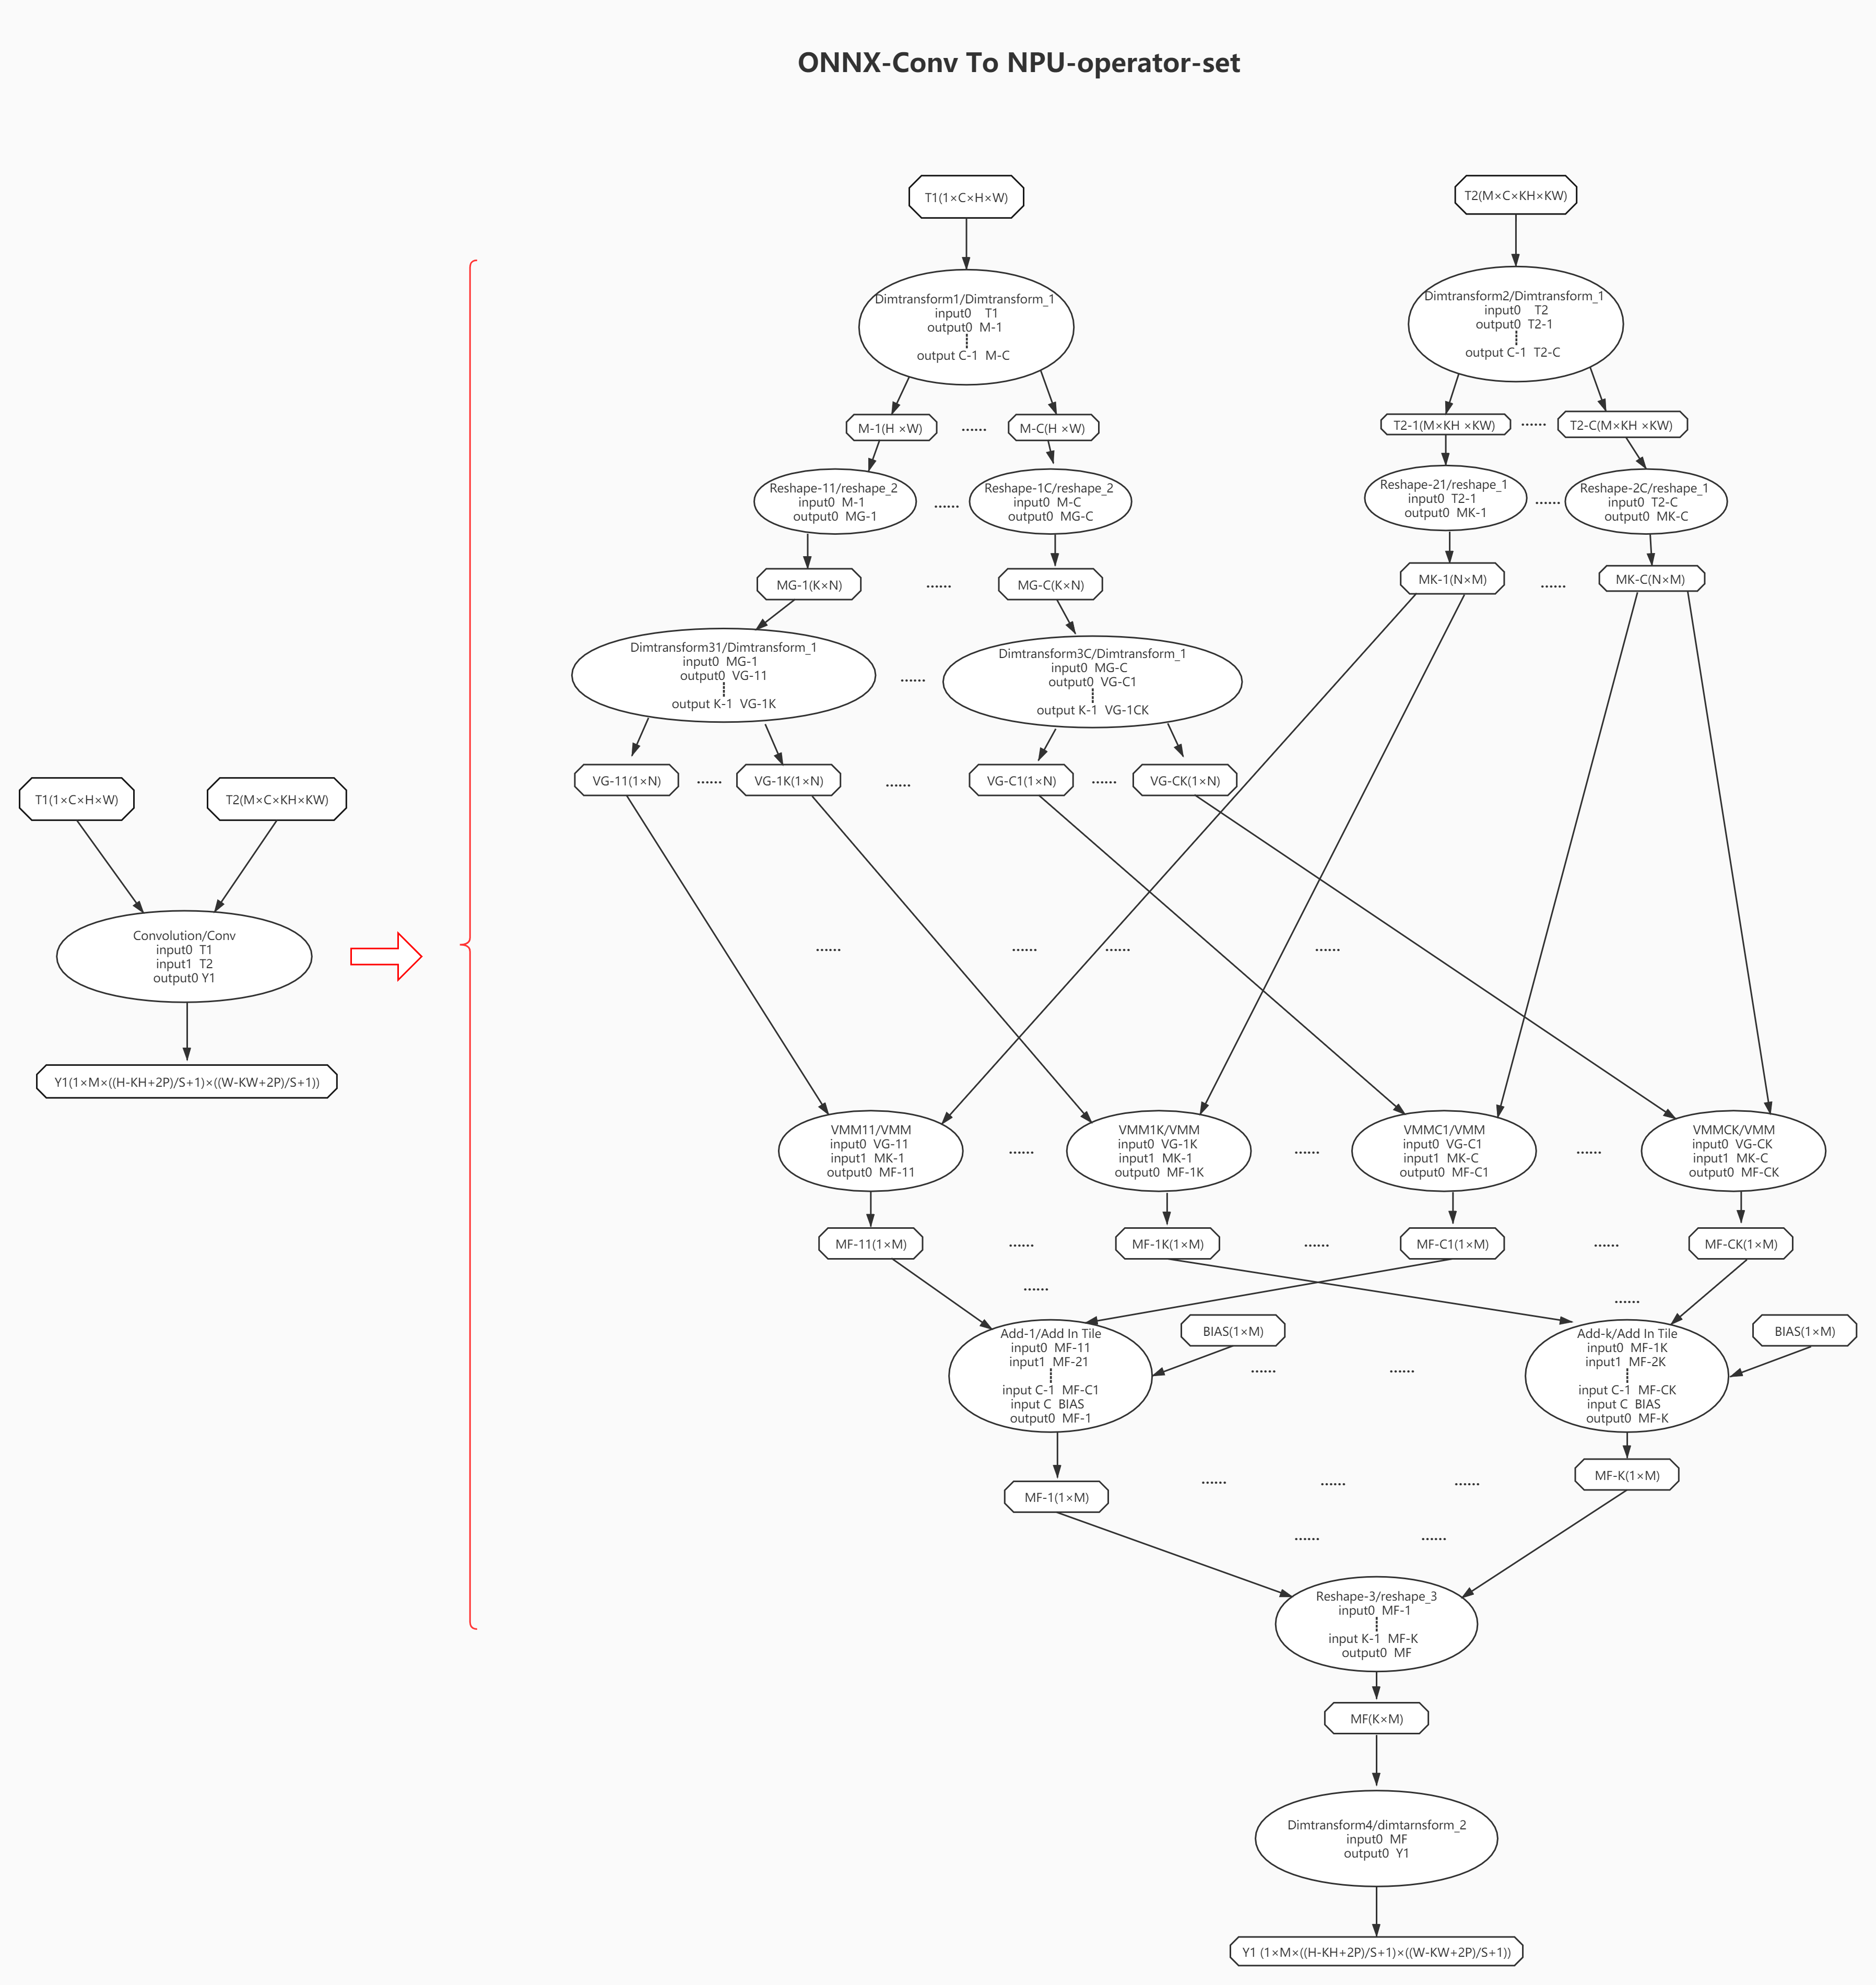 ONNX-Conv To NPU-operator-set
T1(1×C×H×W)
T2(M×C×KH×KW)
Convolution/Conv
input0 T1
input1 T2
output0 Y1
Y1(1×M×((H-KH+2P)/S+1)×((W-KW+2P)/S+1))
T1(1×C×H×W)
T2(M×C×KH×KW)
Dimtransform1/Dimtransform_1
input0 T1
output0 M-1
output C-1 M-C
Dimtransform2/Dimtransform_1
input0 T2
output0 T2-1
output C-1 T2-C
M-1(H ×W)
......
M-C(H ×W)
T2-1(M×KH ×KW)
......
T2-C(M×KH ×KW)
Reshape-11/reshape_2
input0 M-1
output0 MG-1
......
Reshape-1C/reshape_2
input0 M-C
output0 MG-C
Reshape-21/reshape_1
input0 T2-1
output0 MK-1
......
Reshape-2C/reshape_1
input0 T2-C
output0 MK-C
MG-1(K×N)
......
MG-C(K×N)
MK-1(N×M)
......
MK-C(N×M)
Dimtransform31/Dimtransform_1
input0 MG-1
output0 VG-11
output K-1 VG-1K
......
Dimtransform3C/Dimtransform_1
input0 MG-C
output0 VG-C1
output K-1 VG-1CK
VG-11(1×N)
......
VG-1K(1×N)
......
VG-C1(1×N)
......
VG-CK(1×N)
......
......
......
......
VMM11/VMM
input0 VG-11
input1 MK-1
output0 MF-11
......
VMM1K/VMM
input0 VG-1K
input1 MK-1
output0 MF-1K
......
VMMC1/VMM
input0 VG-C1
input1 MK-C
output0 MF-C1
......
VMMCK/VMM
input0 VG-CK
input1 MK-C
output0 MF-CK
MF-11(1×M)
......
MF-1K(1×M)
......
MF-C1(1×M)
......
MF-CK(1×M)
......
......
Add-1/Add In Tile
input0 MF-11
input1 MF-21
input C-1 MF-C1
input C BIAS
output0 MF-1
BIAS(1×M)
......
......
Add-k/Add In Tile
input0 MF-1K
input1 MF-2K
input C-1 MF-CK
input C BIAS
output0 MF-K
BIAS(1×M)
MF-1(1×M)
......
......
......
MF-K(1×M)
......
......
Reshape-3/reshape_3
input0 MF-1
input K-1 MF-K
output0 MF
MF(K×M)
Dimtransform4/dimtarnsform_2
input0 MF
output0 Y1
Y1 (1×M×((H-KH+2P)/S+1)×((W-KW+2P)/S+1))